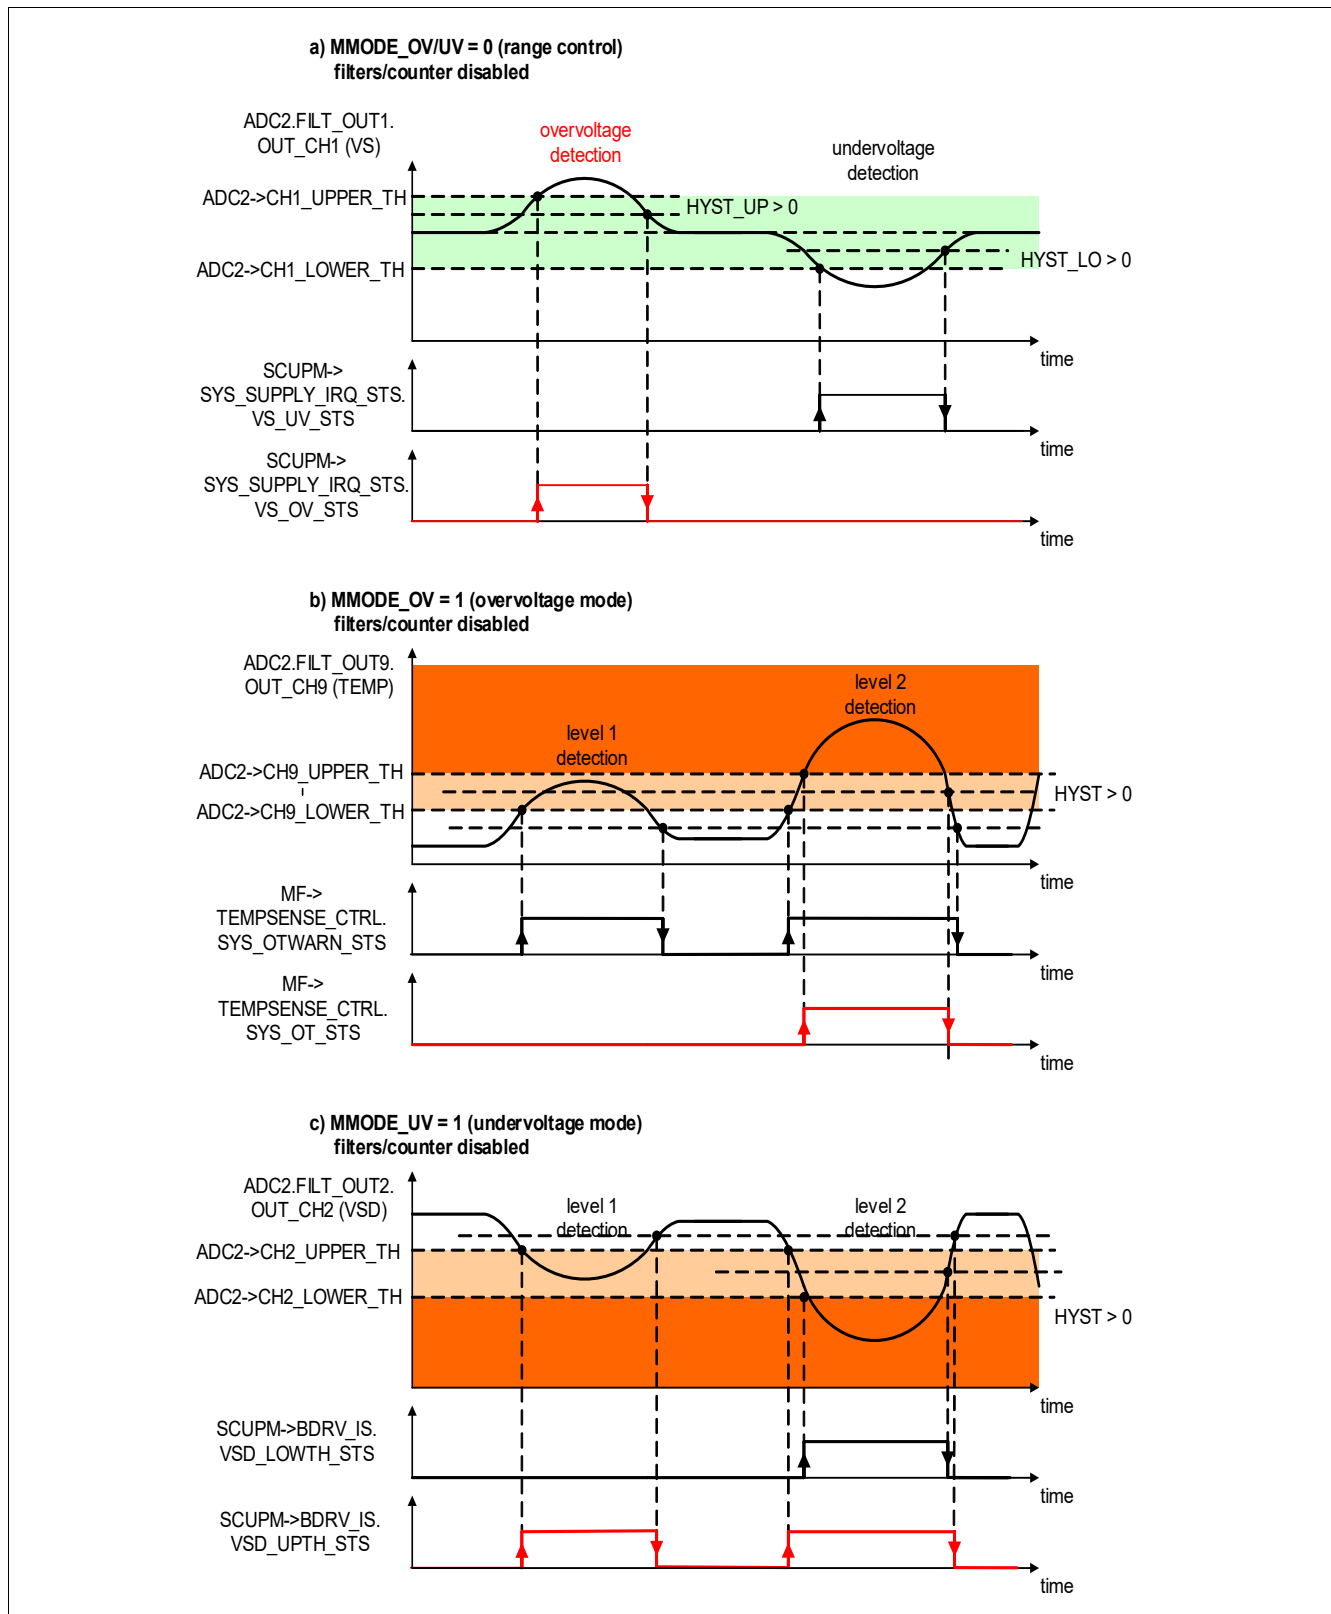 a) MMODE_OV/UV = 0 (range control)
filters/counter disabled
ADC2.FILT_OUT1.
OUT_CH1 (VS)
overvoltage
detection
undervoltage
detection
ADC2->CH1_UPPER_TH
HYST_UP > 0
ADC2->CH1_LOWER_TH
HYST_LO > 0
time
SCUPM->
SYS_SUPPLY_IRQ_STS.
VS_UV_STS
time
SCUPM->
SYS_SUPPLY_IRQ_STS.
VS_OV_STS
time
b) MMODE_OV = 1 (overvoltage mode)
filters/counter disabled
ADC2.FILT_OUT9.
OUT_CH9 (TEMP)
level 1
detection
level 2
detection
ADC2->CH9_UPPER_TH
ADC2->CH9_LOWER_TH
HYST > 0
time
MF->
TEMPSENSE_CTRL.
SYS_OTWARN_STS
time
MF->
TEMPSENSE_CTRL.
SYS_OT_STS
time
c) MMODE_UV = 1 (undervoltage mode)
filters/counter disabled
ADC2.FILT_OUT2.
OUT_CH2 (VSD)
level 1
detection
level 2
detection
ADC2->CH2_UPPER_TH
ADC2->CH2_LOWER_TH
HYST > 0
time
SCUPM->BDRV_IS.
VSD_LOWTH_STS
time
SCUPM->BDRV_IS.
VSD_UPTH_STS
time